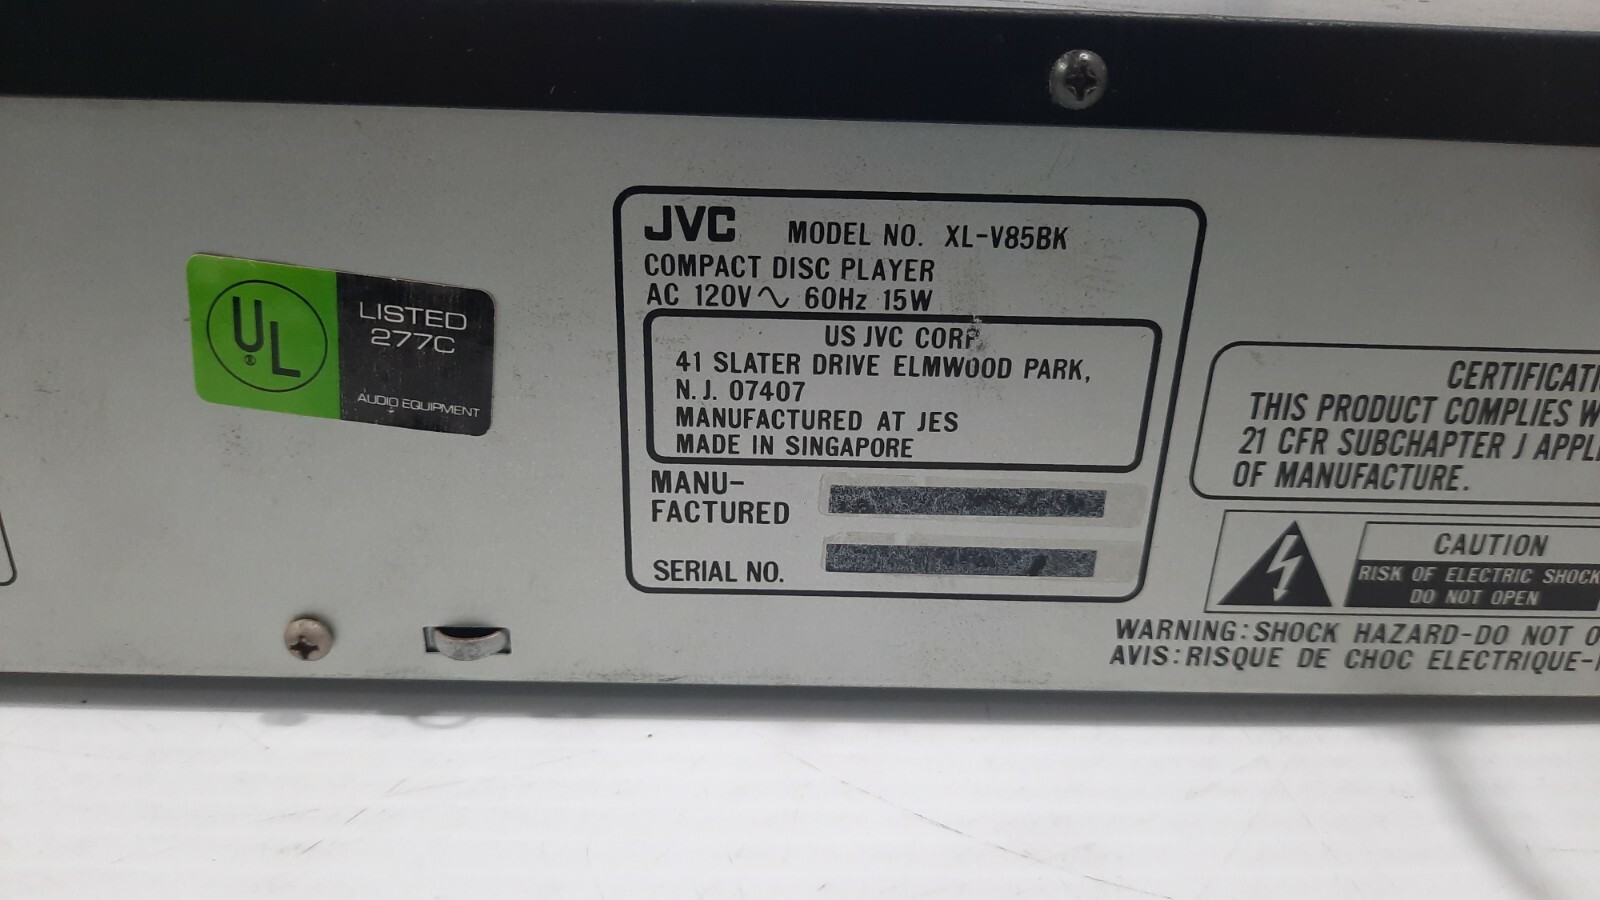 UL
®
LISTED
277C
AUDIO EQUIPMENT
JVC MODEL NO. XL-V85BK
COMPACT DISC PLAYER
AC 120V∿ 60Hz 15W
US JVC CORP
41 SLATER DRIVE ELMWOOD PARK,
N.J. 07407
MANUFACTURED AT JES
MADE IN SINGAPORE
MANU-
FACTURED
SERIAL NO.
CERTIFICATI
THIS PRODUCT COMPLIES W
21 CFR SUBCHAPTER J APPL
OF MANUFACTURE.
CAUTION
RISK OF ELECTRIC SHOCK
DO NOT OPEN
WARNING:SHOCK HAZARD-DO NOT O
AVIS:RISQUE DE CHOC ELECTRIQUE-